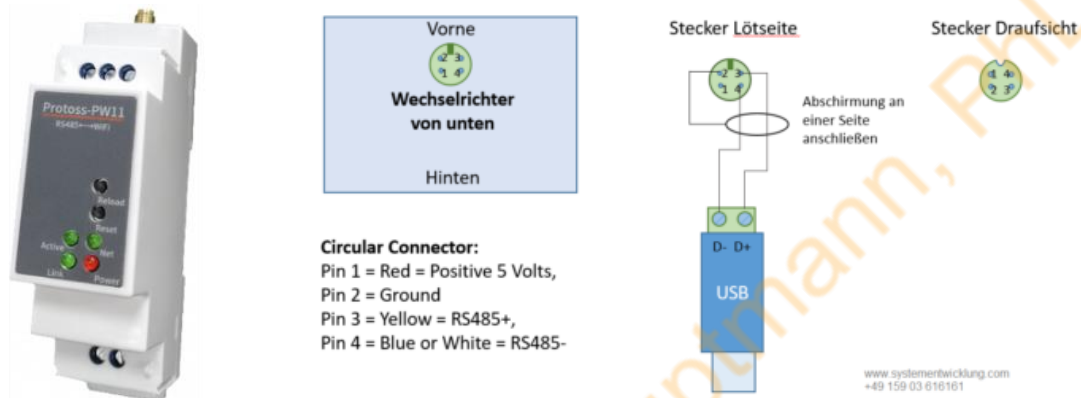 Protoss-PW11
RS485<-->WiFi
Reload
Reset
Active
Net
Link
Power
Vorne
2 3
1 4
Wechselrichter
von unten
Hinten
Circular Connector:
Pin 1 = Red = Positive 5 Volts,
Pin 2 = Ground
Pin 3 = Yellow = RS485+,
Pin 4 = Blue or White = RS485-
Stecker Lötseite
2 3
1 4
Abschirmung an
einer Seite
anschließen
D- D+
USB
Stecker Draufsicht
1 4
2 3
www.systementwicklung.com
+49 159 03 616161
ptmann, Ph